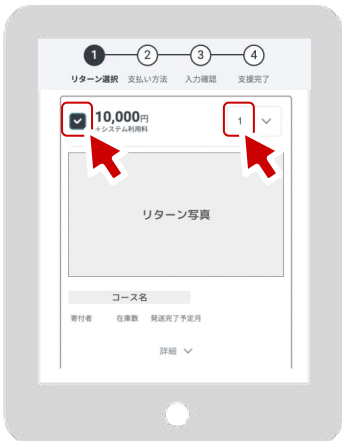 1 2 3 4
リターン選択 支払い方法 入力確認 支援完了
10,000円 1
+システム利用料
リターン写真
コース名
寄付者 在庫数 発送完了予定月
詳細